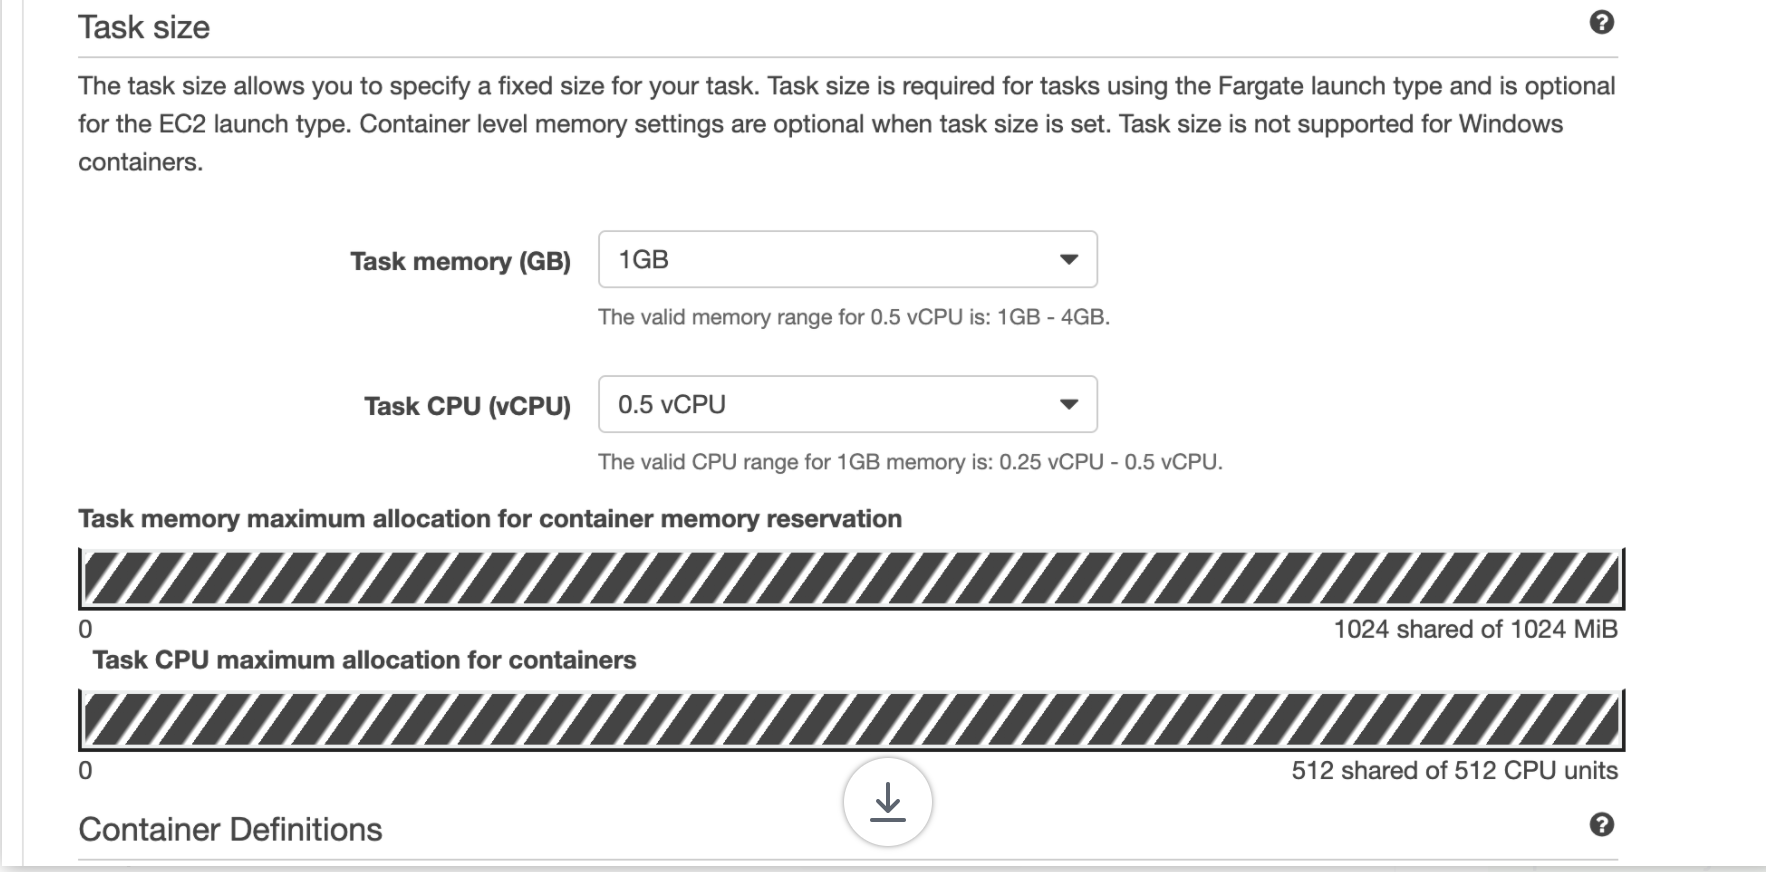 Task size
The task size allows you to specify a fixed size for your task. Task size is required for tasks using the Fargate launch type and is optional
for the EC2 launch type. Container level memory settings are optional when task size is set. Task size is not supported for Windows
containers.
Task memory (GB)
1GB
The valid memory range for 0.5 vCPU is: 1GB - 4GB.
Task CPU (vCPU)
0.5 vCPU
The valid CPU range for 1GB memory is: 0.25 vCPU - 0.5 vCPU.
Task memory maximum allocation for container memory reservation
0
1024 shared of 1024 MiB
Task CPU maximum allocation for containers
0
512 shared of 512 CPU units
Container Definitions